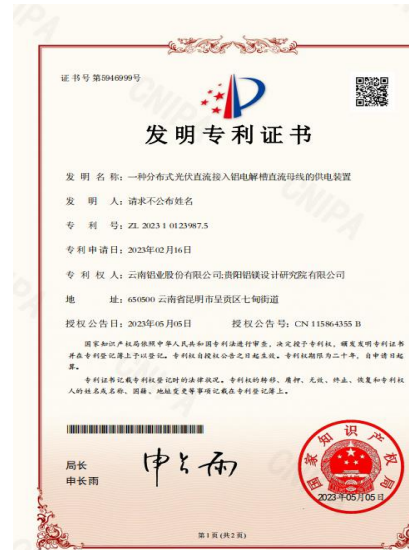 证书号第5946999号
发明专利证书
发 明 名 称：一种分布式光伏直流接入铝电解槽直流母线的供电装置
发 明 人：请求不公布姓名
专 利 号：ZL 2023 1 0123987.5
专利申请日：2023年02月16日
专 利 权 人：云南铝业股份有限公司;贵阳铝镁设计研究院有限公司
地 址：650500 云南省昆明市呈贡区七甸街道
授权公告日：2023年05月05日 授权公告号：CN 115864355 B
国家知识产权局依照中华人民共和国专利法进行审查，决定授予专利权，颁发发明专利证书
并在专利登记簿上予以登记。专利权自授权公告之日起生效。专利权期限为二十年，自申请日起
算。
专利证书记载专利权登记时的法律状况。专利权的转移、质押、无效、终止、恢复和专利权
人的姓名或名称、国籍、地址变更等事项记载在专利登记簿上。
局长
申长雨
申长雨
国家知识产权局
2023年05月05日
第 1 页 (共 2 页)
CNIPA
CNIPA
CNIPA